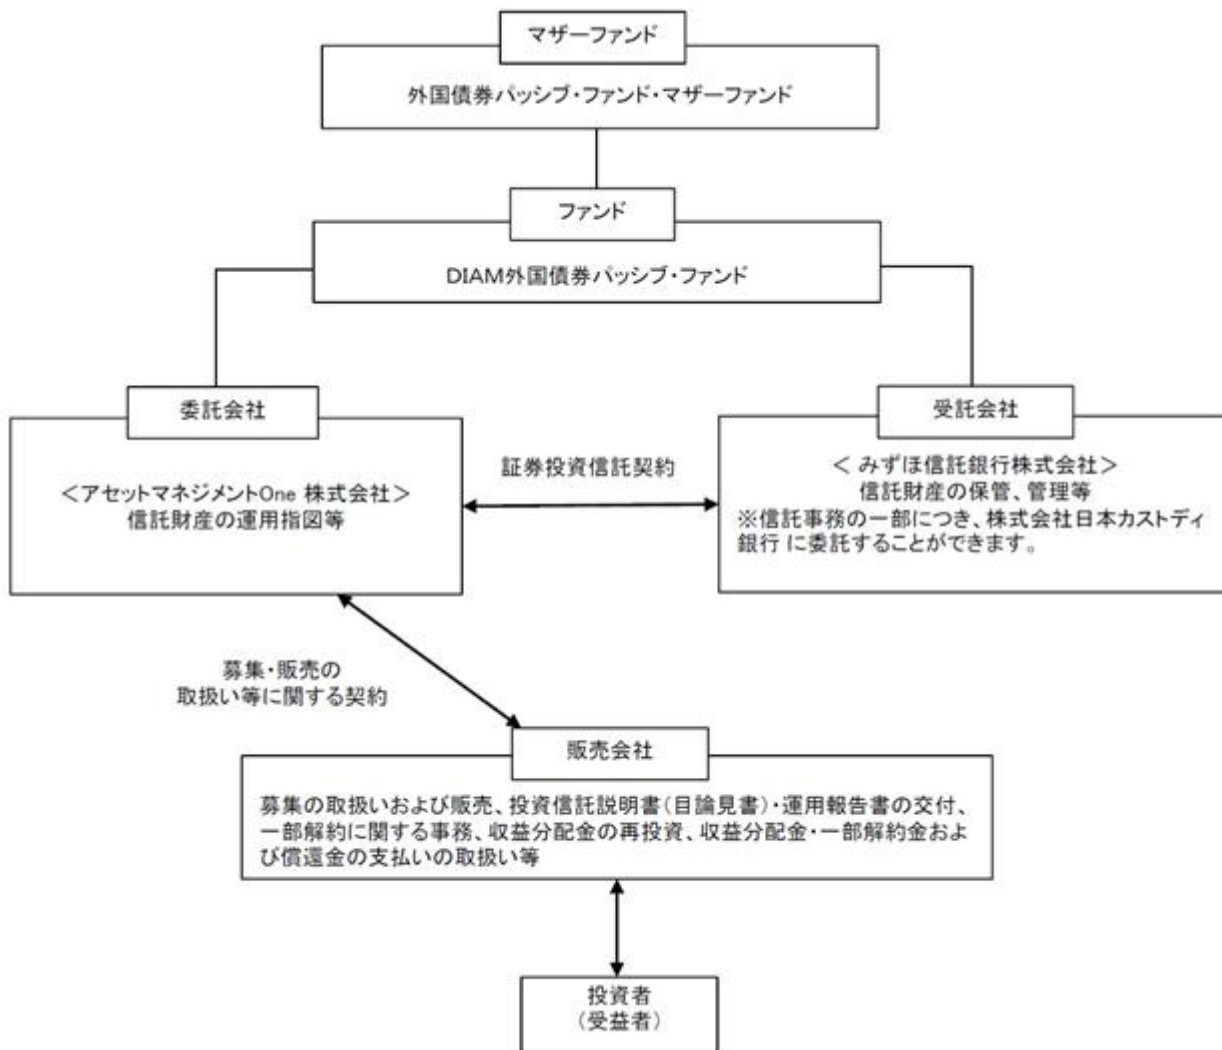 マザーファンド
外国債券パッシブ・ファンド・マザーファンド
ファンド
DIAM外国債券パッシブ・ファンド
委託会社
＜アセットマネジメントOne 株式会社＞
信託財産の運用指図等
証券投資信託契約
受託会社
＜ みずほ信託銀行株式会社＞
信託財産の保管、管理等
※信託事務の一部につき、株式会社日本カストディ
銀行 に委託することができます。
募集・販売の
取扱い等に関する契約
販売会社
募集の取扱いおよび販売、投資信託説明書（目論見書）・運用報告書の交付、
一部解約に関する事務、収益分配金の再投資、収益分配金・一部解約金およ
び償還金の支払いの取扱い等
投資者
（受益者）